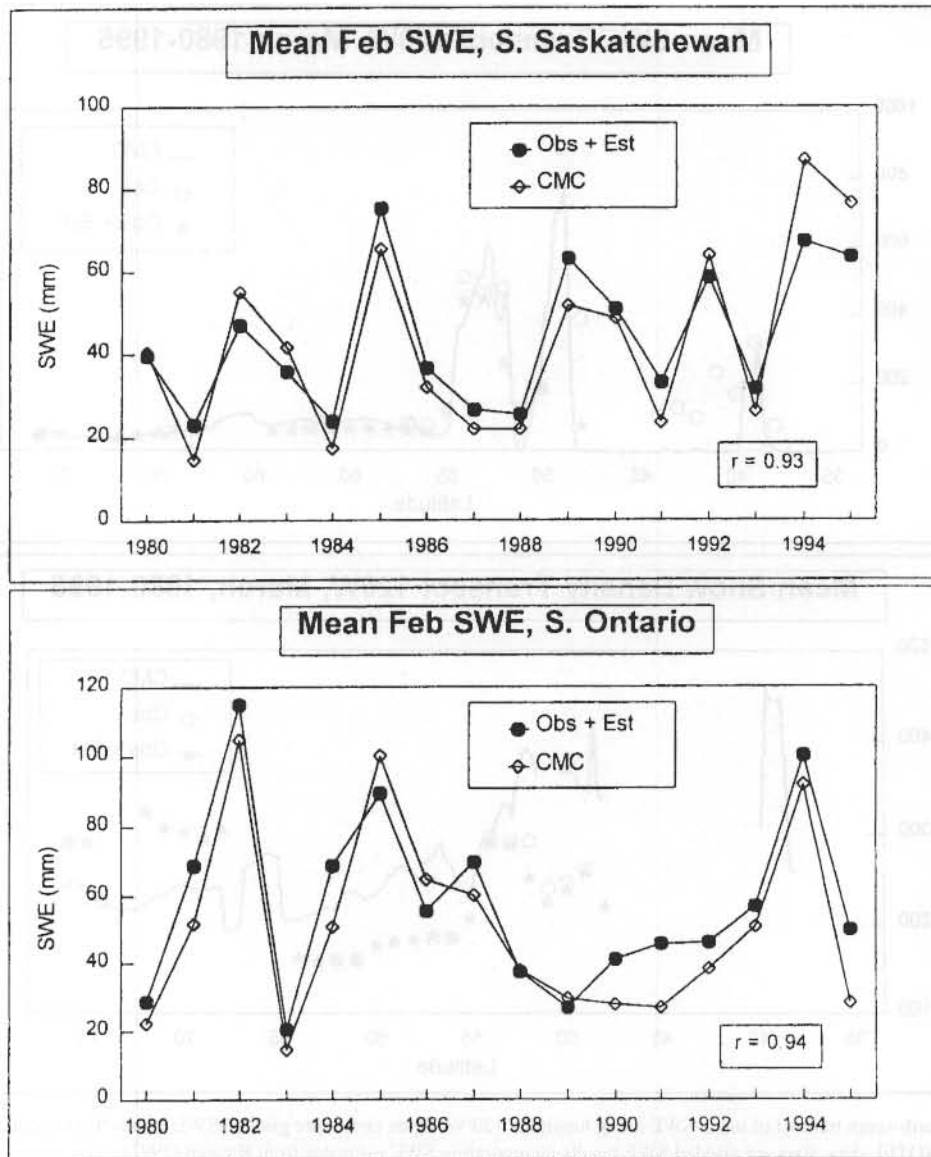 Mean Feb SWE, S. Saskatchewan
100
80
60
40
20
0
SWE (mm)
Obs + Est
CMC
r = 0.93
1980 1982 1984 1986 1988 1990 1992 1994
Mean Feb SWE, S. Ontario
120
100
80
60
40
20
0
SWE (mm)
Obs + Est
CMC
r = 0.94
1980 1982 1984 1986 1988 1990 1992 1994